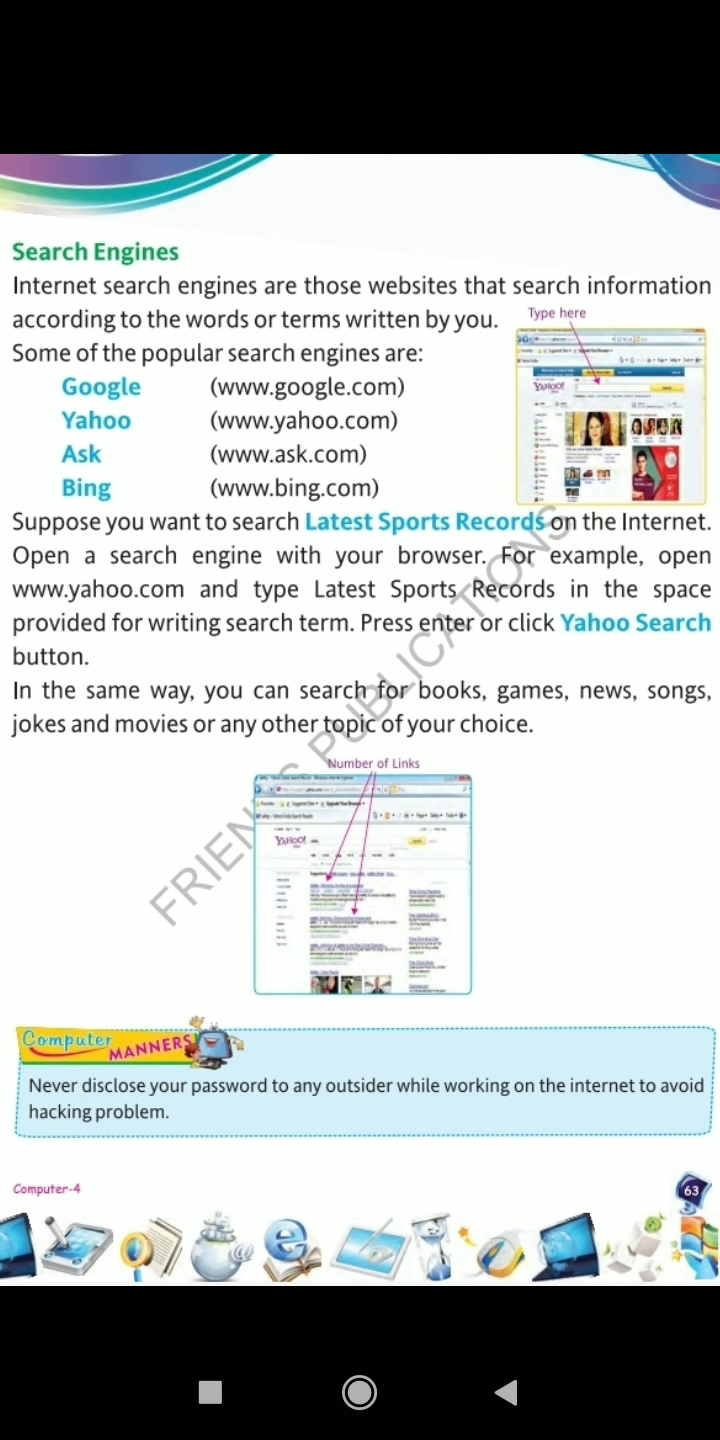 Search Engines
Internet search engines are those websites that search information
according to the words or terms written by you.
Type here
Some of the popular search engines are:
Google (www.google.com)
Yahoo (www.yahoo.com)
Ask (www.ask.com)
Bing (www.bing.com)
YAHOO!
Suppose you want to search Latest Sports Records on the Internet.
Open a search engine with your browser. For example, open
www.yahoo.com and type Latest Sports Records in the space
provided for writing search term. Press enter or click Yahoo Search
button.
In the same way, you can search for books, games, news, songs,
jokes and movies or any other topic of your choice.
Number of Links
YAHOO!
FRIENDS PUBLICATIONS
Computer MANNERS
Never disclose your password to any outsider while working on the internet to avoid
hacking problem.
Computer-4
63